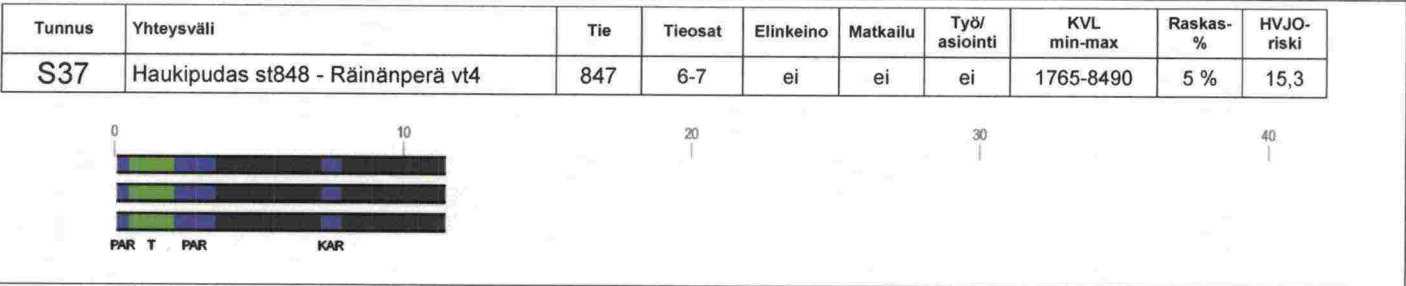 Tunnus Yhteysväli Tie Tieosat Elinkeino Matkailu Työ/ asiointi KVL min-max Raskas- % HVJO- riski
S37 Haukipudas st848 - Räinänperä vt4 847 6-7 ei ei ei 1765-8490 5 % 15,3
0 10 20 30 40
PAR T PAR KAR